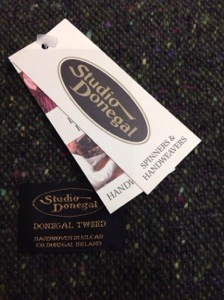 Studio
Donegal
SPINNERS &
HANDWEAVERS
HANDW
Studio
Donegal
DONEGAL TWEED
HANDWOVEN IN KILCAR
CO DONEGAL IRELAND